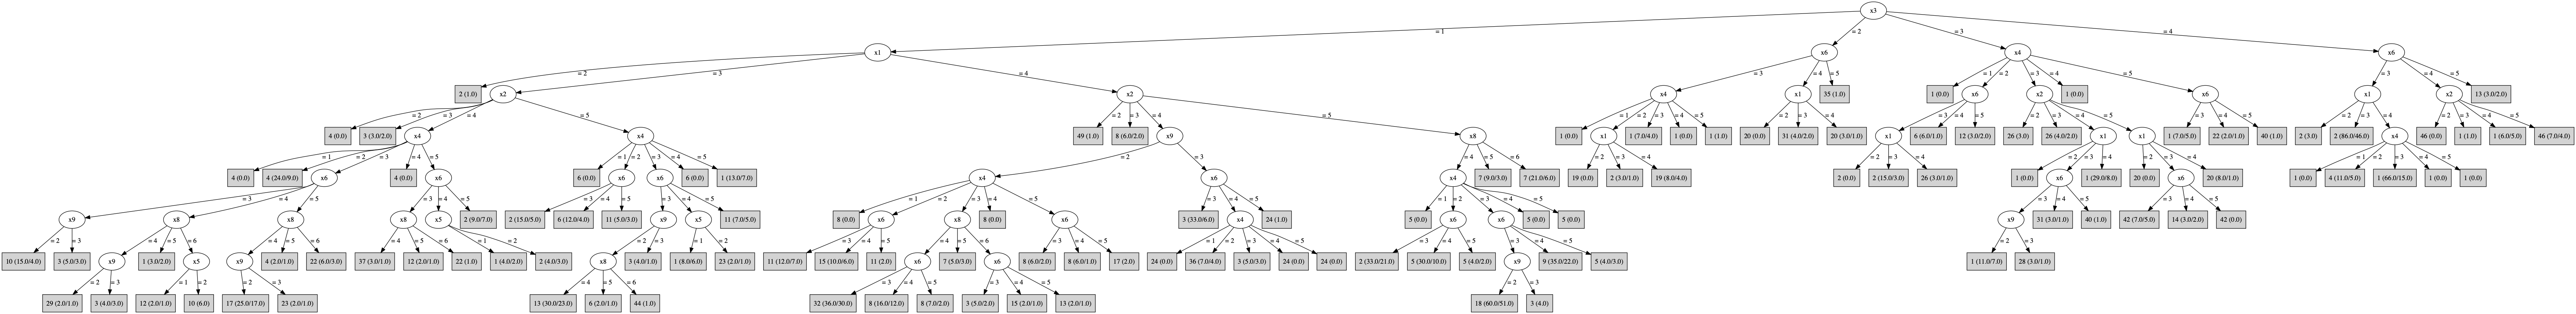 x3
= 1 = 2 = 3 = 4
x1 x6 x4 x6
= 2 = 3 = 4 = 3 = 4 = 5 = 1 = 2 = 3 = 4 = 5 = 3 = 4 = 5
2 (1.0) x2 x2 x4 x1 35 (1.0) 1 (0.0) x6 x2 1 (0.0) x6 x1 x2 13 (3.0/2.0)
= 2 = 3 = 4 = 5 = 2 = 3 = 4 = 5 = 1 = 2 = 3 = 4 = 5 = 2 = 3 = 4 = 3 = 4 = 5 = 2 = 3 = 4 = 5 = 3 = 4 = 5 = 2 = 3 = 4 = 2 = 3 = 4 = 5
4 (0.0) 3 (3.0/2.0) x4 x4 49 (1.0) 8 (6.0/2.0) x9 x8 1 (0.0) x1 1 (7.0/4.0) 1 (0.0) 1 (1.0) 20 (0.0) 31 (4.0/2.0) 20 (3.0/1.0) x1 6 (6.0/1.0) 12 (3.0/2.0) 26 (3.0) 26 (4.0/2.0) x1 x1 1 (7.0/5.0) 22 (2.0/1.0) 40 (1.0) 2 (3.0) 2 (86.0/46.0) x4 46 (0.0) 1 (1.0) 1 (6.0/5.0) 46 (7.0/4.0)
= 1 = 2 = 3 = 4 = 5 = 1 = 2 = 3 = 4 = 5 = 2 = 3 = 4 = 5 = 6 = 2 = 3 = 4 = 2 = 3 = 4 = 2 = 3 = 4 = 2 = 3 = 4 = 1 = 2 = 3 = 4 = 5
4 (0.0) 4 (24.0/9.0) x6 4 (0.0) x6 6 (0.0) x6 x6 6 (0.0) 1 (13.0/7.0) x4 x6 x4 7 (9.0/3.0) 7 (21.0/6.0) 19 (0.0) 2 (3.0/1.0) 19 (8.0/4.0) 2 (0.0) 2 (15.0/3.0) 26 (3.0/1.0) 1 (0.0) x6 1 (29.0/8.0) 20 (0.0) x6 20 (8.0/1.0) 1 (0.0) 4 (11.0/5.0) 1 (66.0/15.0) 1 (0.0) 1 (0.0)
= 3 = 4 = 5 = 3 = 4 = 5 = 3 = 4 = 5 = 3 = 4 = 5 = 1 = 2 = 3 = 4 = 5 = 3 = 4 = 5 = 1 = 2 = 3 = 4 = 5 = 3 = 4 = 5 = 3 = 4 = 5
x9 x8 x8 x8 x5 2 (9.0/7.0) 2 (15.0/5.0) 6 (12.0/4.0) 11 (5.0/3.0) x9 x5 11 (7.0/5.0) 8 (0.0) x6 x8 8 (0.0) x6 3 (33.0/6.0) x4 24 (1.0) 5 (0.0) x6 x6 5 (0.0) 5 (0.0) x9 31 (3.0/1.0) 40 (1.0) 42 (7.0/5.0) 14 (3.0/2.0) 42 (0.0)
= 2 = 3 = 4 = 5 = 6 = 4 = 5 = 6 = 4 = 5 = 6 = 1 = 2 = 2 = 3 = 1 = 2 = 3 = 4 = 5 = 4 = 5 = 6 = 3 = 4 = 5 = 1 = 2 = 3 = 4 = 5 = 3 = 4 = 5 = 3 = 4 = 5 = 2 = 3
10 (15.0/4.0) 3 (5.0/3.0) x9 1 (3.0/2.0) x5 x9 4 (2.0/1.0) 22 (6.0/3.0) 37 (3.0/1.0) 12 (2.0/1.0) 22 (1.0) 1 (4.0/2.0) 2 (4.0/3.0) x8 3 (4.0/1.0) 1 (8.0/6.0) 23 (2.0/1.0) 11 (12.0/7.0) 15 (10.0/6.0) 11 (2.0) x6 7 (5.0/3.0) x6 8 (6.0/2.0) 8 (6.0/1.0) 17 (2.0) 24 (0.0) 36 (7.0/4.0) 3 (5.0/3.0) 24 (0.0) 24 (0.0) 2 (33.0/21.0) 5 (30.0/10.0) 5 (4.0/2.0) x9 9 (35.0/22.0) 5 (4.0/3.0) 1 (11.0/7.0) 28 (3.0/1.0)
= 2 = 3 = 1 = 2 = 2 = 3 = 4 = 5 = 6 = 3 = 4 = 5 = 3 = 4 = 5 = 2 = 3
29 (2.0/1.0) 3 (4.0/3.0) 12 (2.0/1.0) 10 (6.0) 17 (25.0/17.0) 23 (2.0/1.0) 13 (30.0/23.0) 6 (2.0/1.0) 44 (1.0) 32 (36.0/30.0) 8 (16.0/12.0) 8 (7.0/2.0) 3 (5.0/2.0) 15 (2.0/1.0) 13 (2.0/1.0) 18 (60.0/51.0) 3 (4.0)